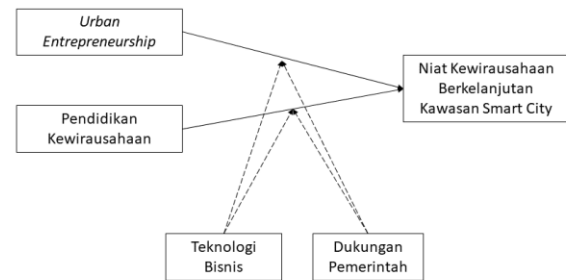 Urban
Entrepreneurship
Niat Kewirausahaan
Berkelanjutan
Kawasan Smart City
Pendidikan
Kewirausahaan
Teknologi
Bisnis
Dukungan
Pemerintah